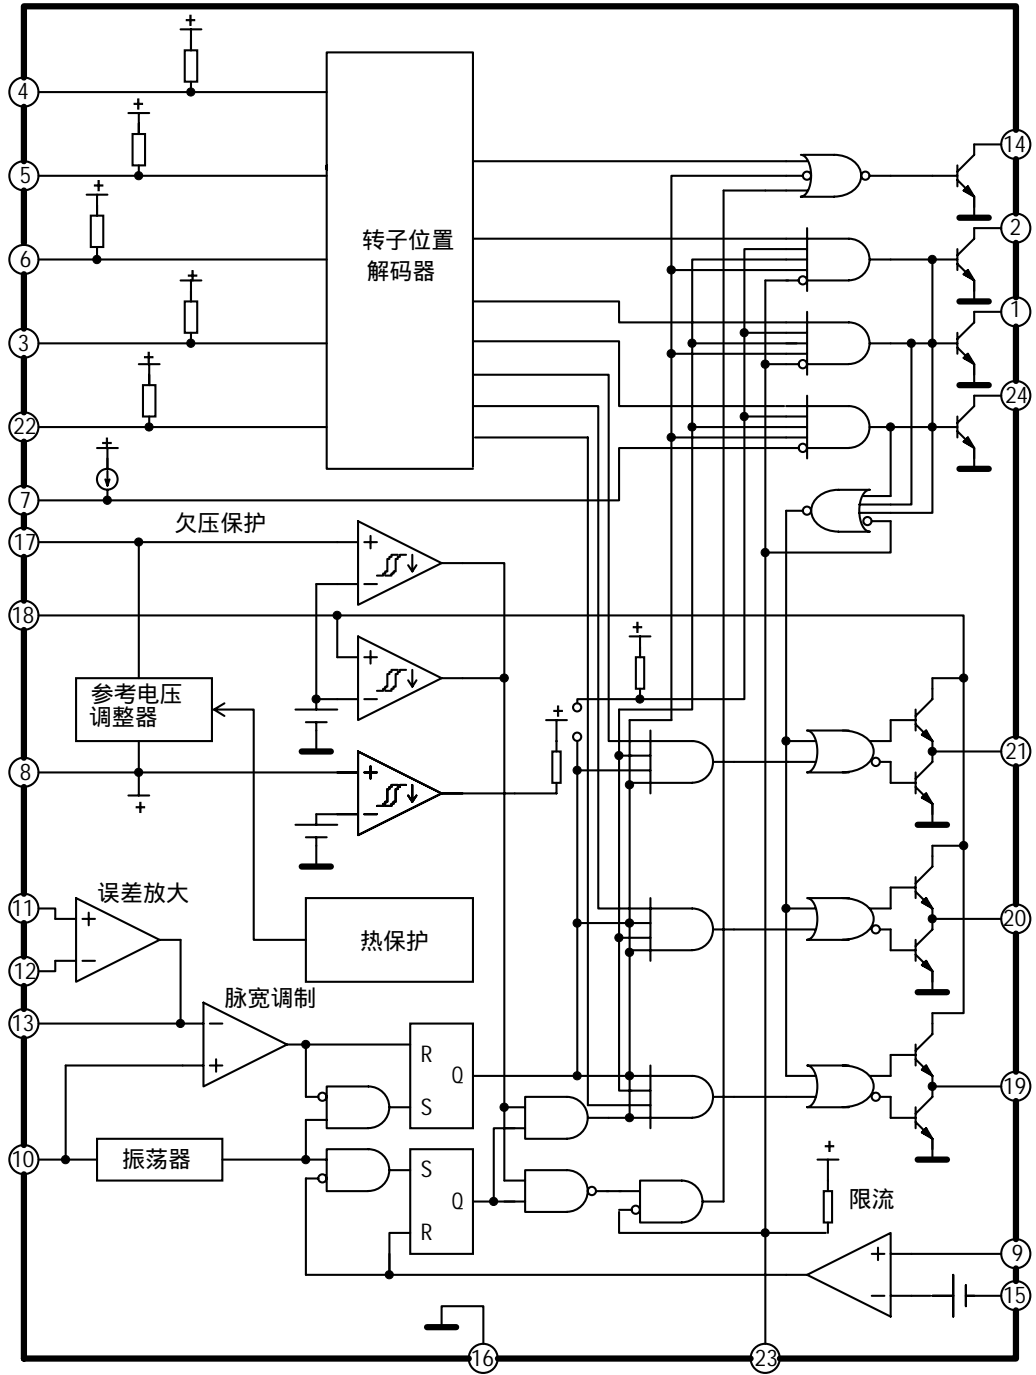 +
4
+
5
+
6
+
3
+
22
+
7
转子位置
解码器
14
2
1
24
17
欠压保护
+
−
18
+
−
+
参考电压
调整器
+
8
+
+
−
21
11
误差放大
+
−
12
热保护
20
13
脉宽调制
−
+
R
Q
S
19
10
振荡器
S
Q
R
+
限流
+
9
−
15
16
23